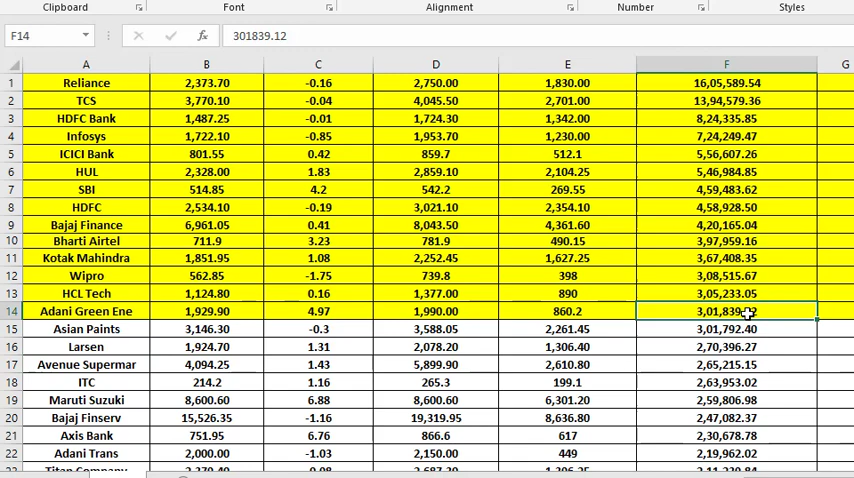 Clipboard Font Alignment Number Styles
F14 fx 301839.12
A B C D E F G
1 Reliance 2,373.70 -0.16 2,750.00 1,830.00 16,05,589.54
2 TCS 3,770.10 -0.04 4,045.50 2,701.00 13,94,579.36
3 HDFC Bank 1,487.25 -0.01 1,724.30 1,342.00 8,24,335.85
4 Infosys 1,722.10 -0.85 1,953.70 1,230.00 7,24,249.47
5 ICICI Bank 801.55 0.42 859.7 512.1 5,56,607.26
6 HUL 2,328.00 1.83 2,859.10 2,104.25 5,46,984.85
7 SBI 514.85 4.2 542.2 269.55 4,59,483.62
8 HDFC 2,534.10 -0.19 3,021.10 2,354.10 4,58,928.50
9 Bajaj Finance 6,961.05 0.41 8,043.50 4,361.60 4,20,165.04
10 Bharti Airtel 711.9 3.23 781.9 490.15 3,97,959.16
11 Kotak Mahindra 1,851.95 1.08 2,252.45 1,627.25 3,67,408.35
12 Wipro 562.85 -1.75 739.8 398 3,08,515.67
13 HCL Tech 1,124.80 0.16 1,377.00 890 3,05,233.05
14 Adani Green Ene 1,929.90 4.97 1,990.00 860.2 3,01,839.12
15 Asian Paints 3,146.30 -0.3 3,588.05 2,261.45 3,01,792.40
16 Larsen 1,924.70 1.31 2,078.20 1,306.40 2,70,396.27
17 Avenue Supermar 4,094.25 1.43 5,899.90 2,610.80 2,65,215.15
18 ITC 214.2 1.16 265.3 199.1 2,63,953.02
19 Maruti Suzuki 8,600.60 6.88 8,600.60 6,301.20 2,59,806.98
20 Bajaj Finserv 15,526.35 -1.16 19,319.95 8,636.80 2,47,082.37
21 Axis Bank 751.95 6.76 866.6 617 2,30,678.78
22 Adani Trans 2,000.00 -1.03 2,150.00 449 2,19,962.02
Titan Company